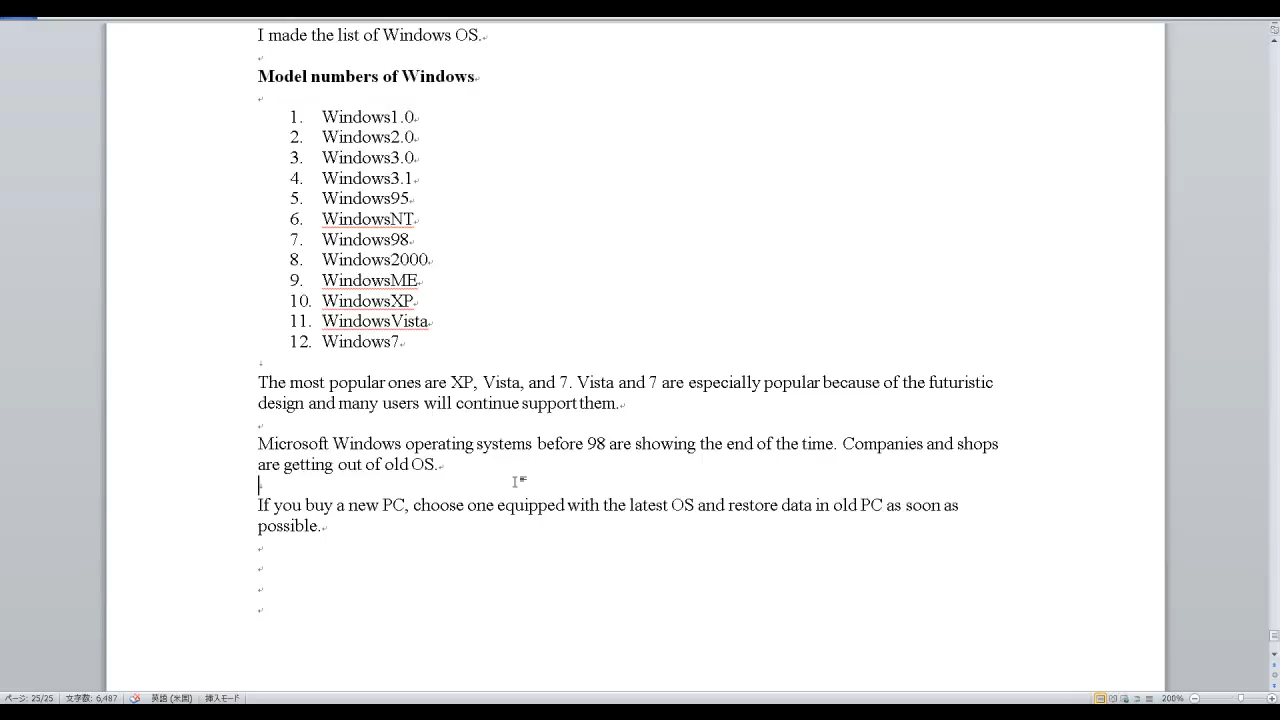 I made the list of Windows OS.
Model numbers of Windows
1. Windows1.0
2. Windows2.0
3. Windows3.0
4. Windows3.1
5. Windows95
6. WindowsNT
7. Windows98
8. Windows2000
9. WindowsME
10. WindowsXP
11. WindowsVista
12. Windows7
The most popular ones are XP, Vista, and 7. Vista and 7 are especially popular because of the futuristic
design and many users will continue support them.
Microsoft Windows operating systems before 98 are showing the end of the time. Companies and shops
are getting out of old OS.
If you buy a new PC, choose one equipped with the latest OS and restore data in old PC as soon as
possible.
ページ: 25/25 文字数: 6,487 英語 (米国) 挿入モード 200%